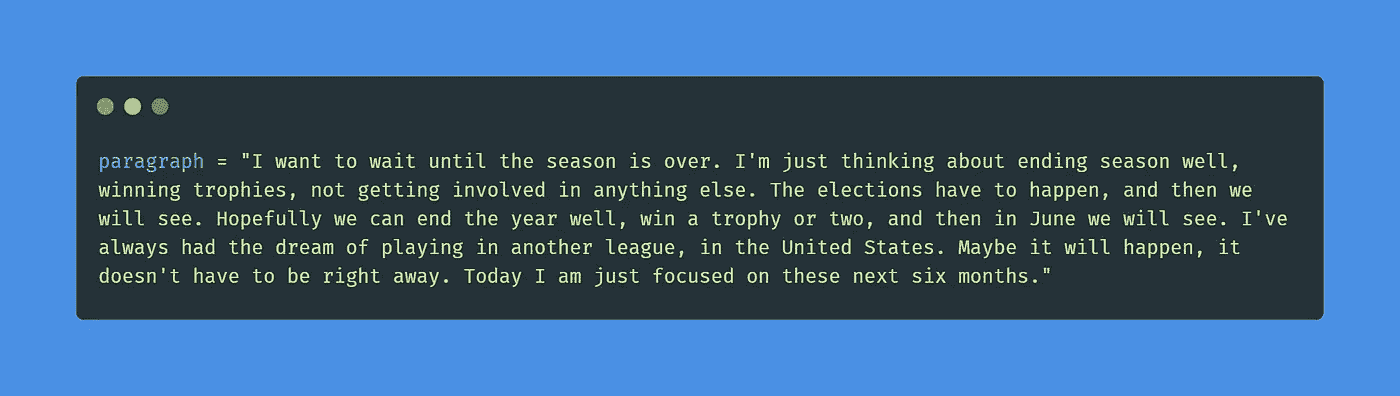 paragraph = "I want to wait until the season is over. I'm just thinking about ending season well,
winning trophies, not getting involved in anything else. The elections have to happen, and then we
will see. Hopefully we can end the year well, win a trophy or two, and then in June we will see. I've
always had the dream of playing in another league, in the United States. Maybe it will happen, it
doesn't have to be right away. Today I am just focused on these next six months."